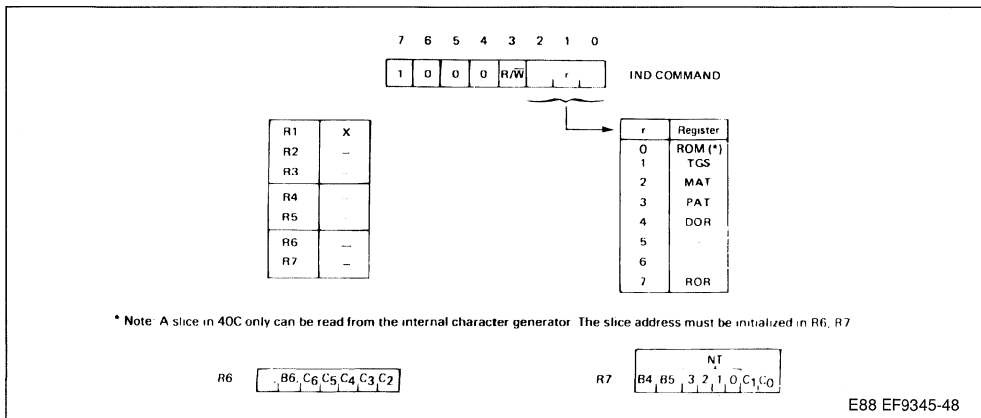 7 6 5 4 3 2 1 0
1 0 0 0 R/W̅ r IND COMMAND
R1 X
R2 –
R3 -
R4 -
R5 -
R6 –
R7 –
r Register
0 ROM (*)
1 TGS
2 MAT
3 PAT
4 DOR
5 -
6
7 ROR
* Note: A slice in 40C only can be read from the internal character generator. The slice address must be initialized in R6, R7
R6 B6 C6 C5 C4 C3 C2
NT
R7 B4 B5 3 2 1 0 C1 C0
E88 EF9345-48